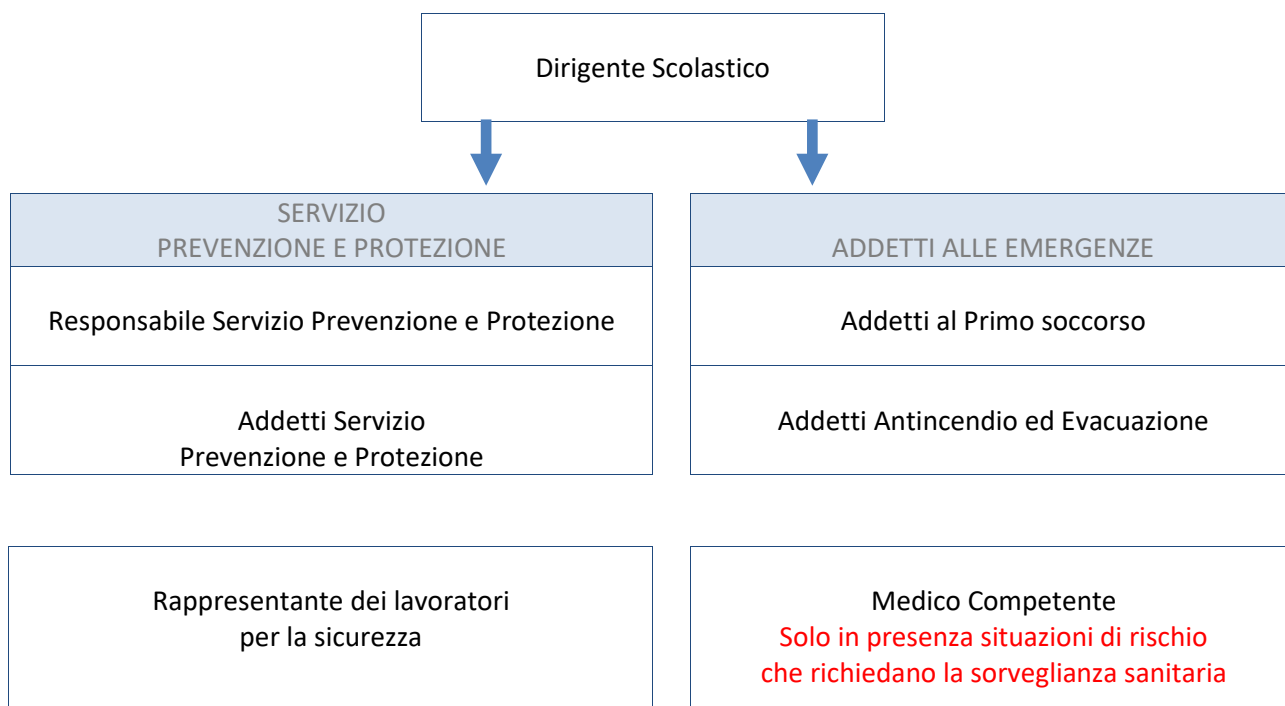 Dirigente Scolastico
SERVIZIO
PREVENZIONE E PROTEZIONE
Responsabile Servizio Prevenzione e Protezione
Addetti Servizio
Prevenzione e Protezione
ADDETTI ALLE EMERGENZE
Addetti al Primo soccorso
Addetti Antincendio ed Evacuazione
Rappresentante dei lavoratori
per la sicurezza
Medico Competente
Solo in presenza situazioni di rischio
che richiedano la sorveglianza sanitaria